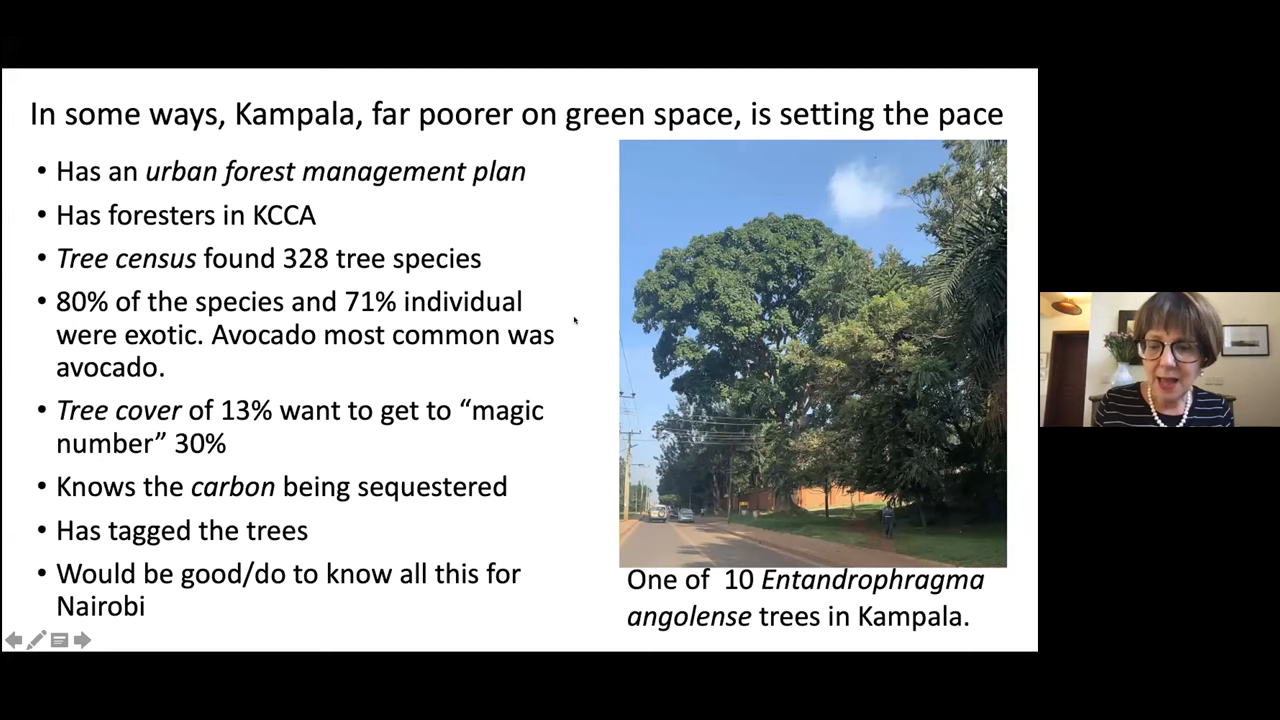 In some ways, Kampala, far poorer on green space, is setting the pace
• Has an urban forest management plan
• Has foresters in KCCA
• Tree census found 328 tree species
• 80% of the species and 71% individual
were exotic. Avocado most common was
avocado.
• Tree cover of 13% want to get to “magic
number” 30%
• Knows the carbon being sequestered
• Has tagged the trees
• Would be good/do to know all this for
Nairobi
One of 10 Entandrophragma
angolense trees in Kampala.